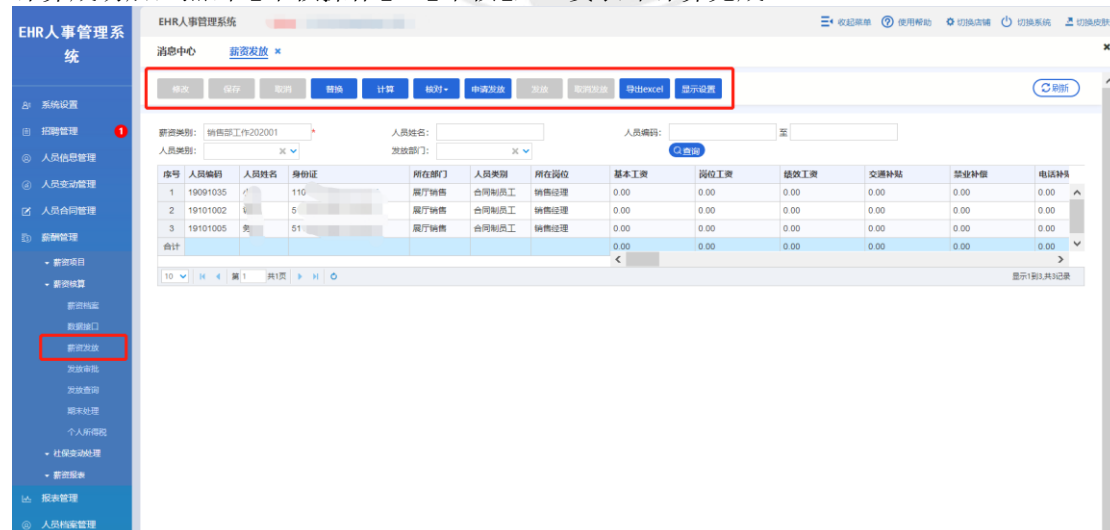 EHR人事管理系统
EHR人事管理系统
收起菜单 使用帮助 切换店铺 切换系统 切换皮肤
消息中心 薪资发放 ×
修改 保存 取消 替换 计算 核对 申请发放 发放 取消发放 导出excel 显示设置 刷新
系统设置
招聘管理 1
人员信息管理
人员变动管理
人员合同管理
薪酬管理
薪资项目
薪资核算
薪资档案
数据接口
薪资发放
发放审批
发放查询
期末处理
个人所得税
社保变动处理
薪资报表
报表管理
人员档案管理
薪资类别: 销售部工作202001 * 人员姓名: 人员编码: 至
人员类别: 发放部门: 查询
序号 人员编码 人员姓名 身份证 所在部门 人员类别 所在岗位 基本工资 岗位工资 绩效工资 交通补贴 禁业补偿 电话补贴
1 19091035 110 展厅销售 合同制员工 销售经理 0.00 0.00 0.00 0.00 0.00 0.00
2 19101002 5 展厅销售 合同制员工 销售经理 0.00 0.00 0.00 0.00 0.00 0.00
3 19101005 51 展厅销售 合同制员工 销售经理 0.00 0.00 0.00 0.00 0.00 0.00
合计 0.00 0.00 0.00 0.00 0.00 0.00
10 第 1 共1页 显示1到3,共3记录